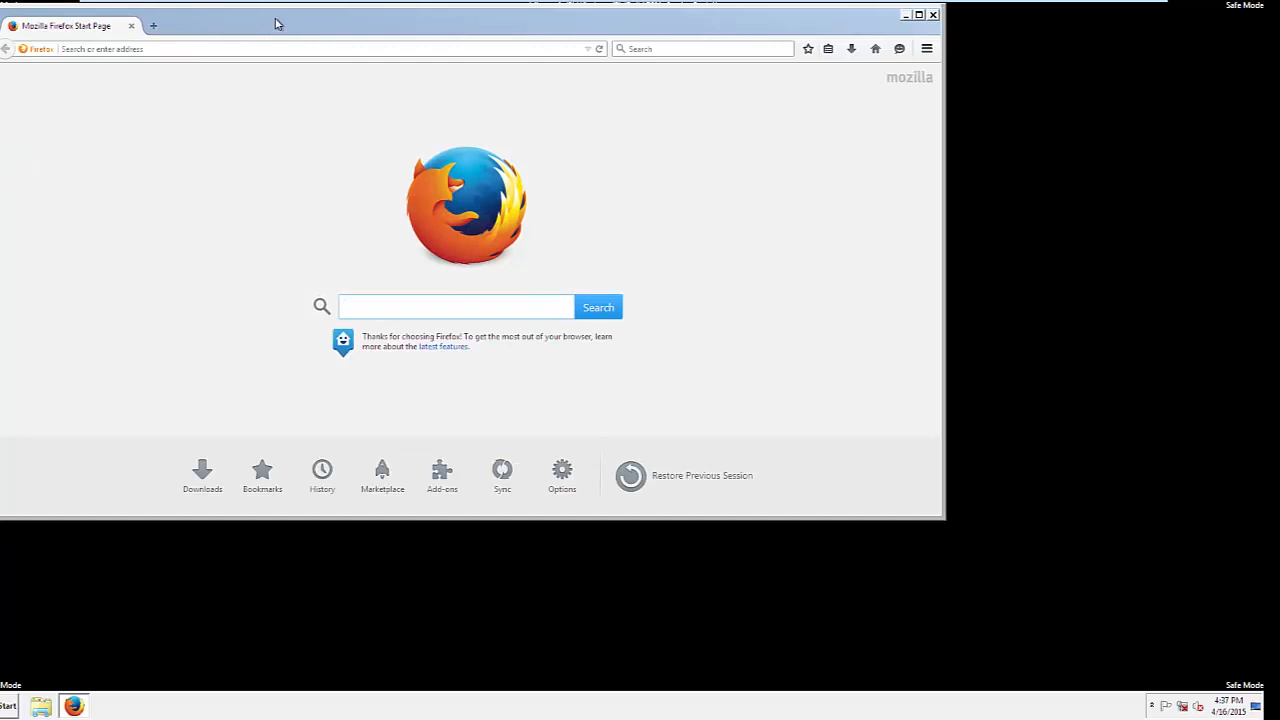 Safe Mode
Mozilla Firefox Start Page
Firefox Search or enter address
Search
mozilla
Search
Thanks for choosing Firefox! To get the most out of your browser, learn
more about the latest features.
Downloads
Bookmarks
History
Marketplace
Add-ons
Sync
Options
Restore Previous Session
Mode
Safe Mode
Start
4:37 PM
4/16/2015